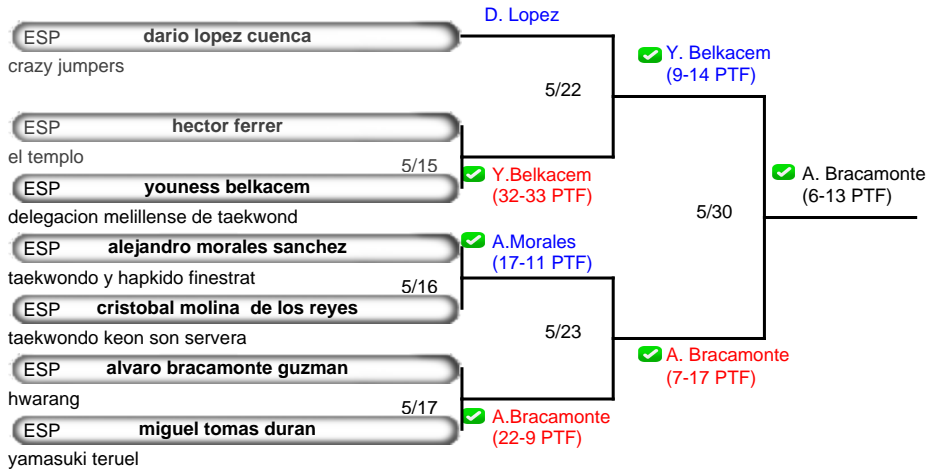 D. Lopez
ESP dario lopez cuenca
crazy jumpers
Y. Belkacem
(9-14 PTF)
5/22
ESP hector ferrer
el templo
5/15
Y.Belkacem
(32-33 PTF)
ESP youness belkacem
delegacion melillense de taekwond
A. Bracamonte
(6-13 PTF)
5/30
ESP alejandro morales sanchez
taekwondo y hapkido finestrat
A.Morales
(17-11 PTF)
5/16
ESP cristobal molina de los reyes
taekwondo keon son servera
5/23
A. Bracamonte
(7-17 PTF)
ESP alvaro bracamonte guzman
hwarang
5/17
A.Bracamonte
(22-9 PTF)
ESP miguel tomas duran
yamasuki teruel